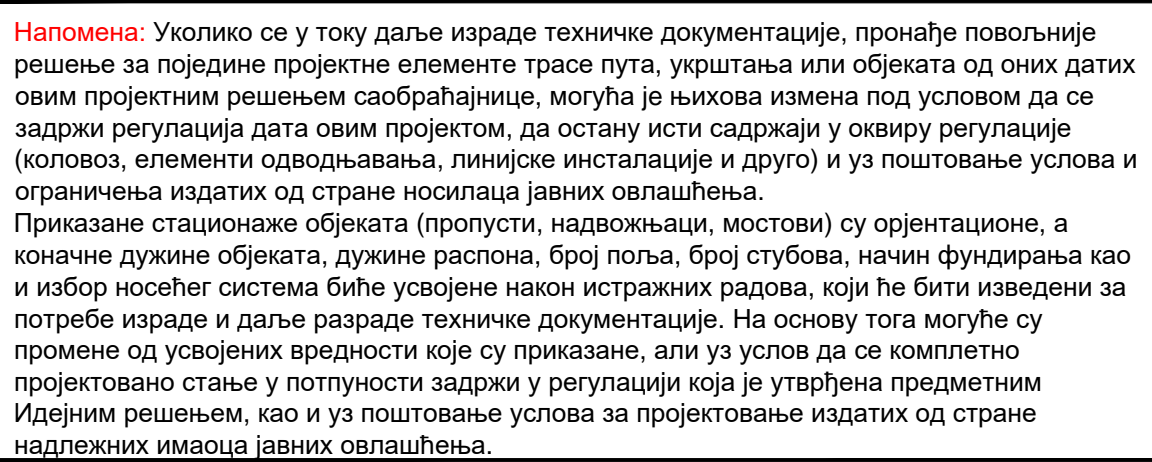 Напомена: Уколико се у току даље израде техничке документације, пронађе повољније
решење за поједине пројектне елементе трасе пута, укрштања или објеката од оних датих
овим пројектним решењем саобраћајнице, могућа је њихова измена под условом да се
задржи регулација дата овим пројектом, да остану исти садржаји у оквиру регулације
(коловоз, елементи одводњавања, линијске инсталације и друго) и уз поштовање услова и
ограничења издатих од стране носилаца јавних овлашћења.
Приказане стационаже објеката (пропусти, надвожњаци, мостови) су орјентационе, а
коначне дужине објеката, дужине распона, број поља, број стубова, начин фундирања као
и избор носећег система биће усвојене након истражних радова, који ће бити изведени за
потребе израде и даље разраде техничке документације. На основу тога могуће су
промене од усвојених вредности које су приказане, али уз услов да се комплетно
пројектовано стање у потпуности задржи у регулацији која је утврђена предметним
Идејним решењем, као и уз поштовање услова за пројектовање издатих од стране
надлежних имаоца јавних овлашћења.